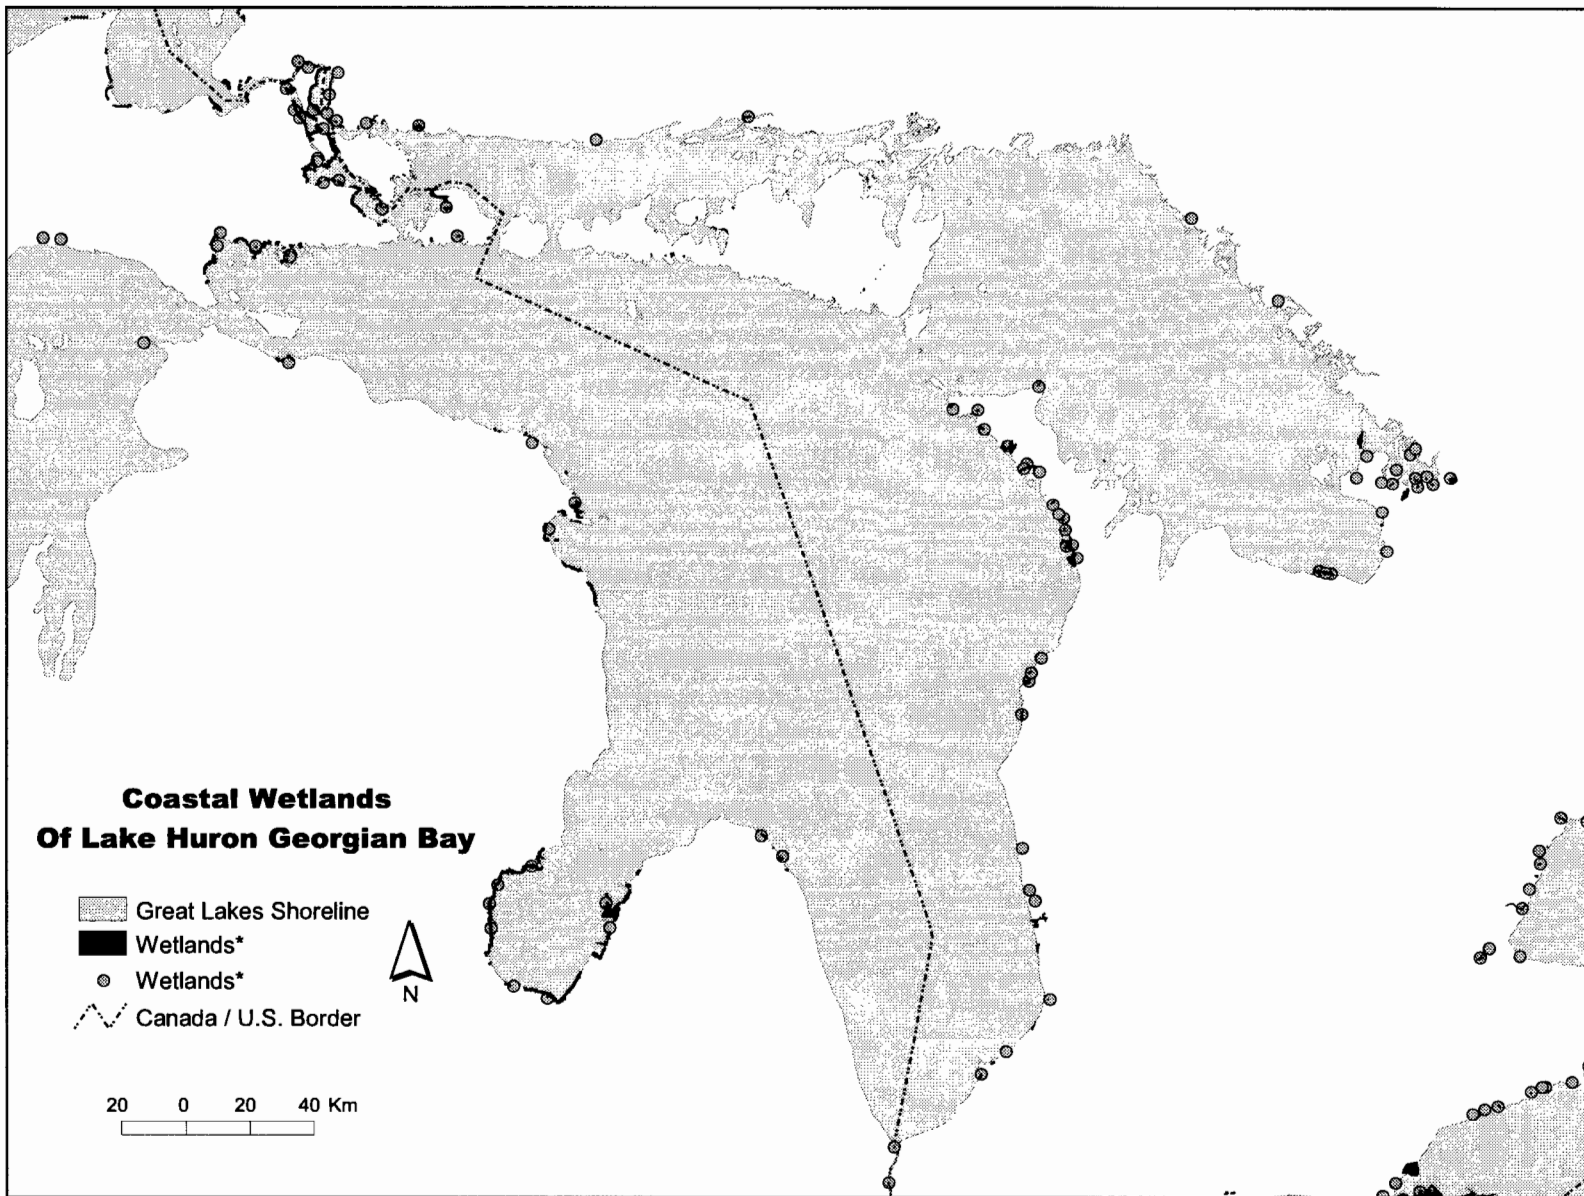 Coastal Wetlands
Of Lake Huron Georgian Bay
Great Lakes Shoreline
Wetlands*
Wetlands*
Canada / U.S. Border
N
20 0 20 40 Km